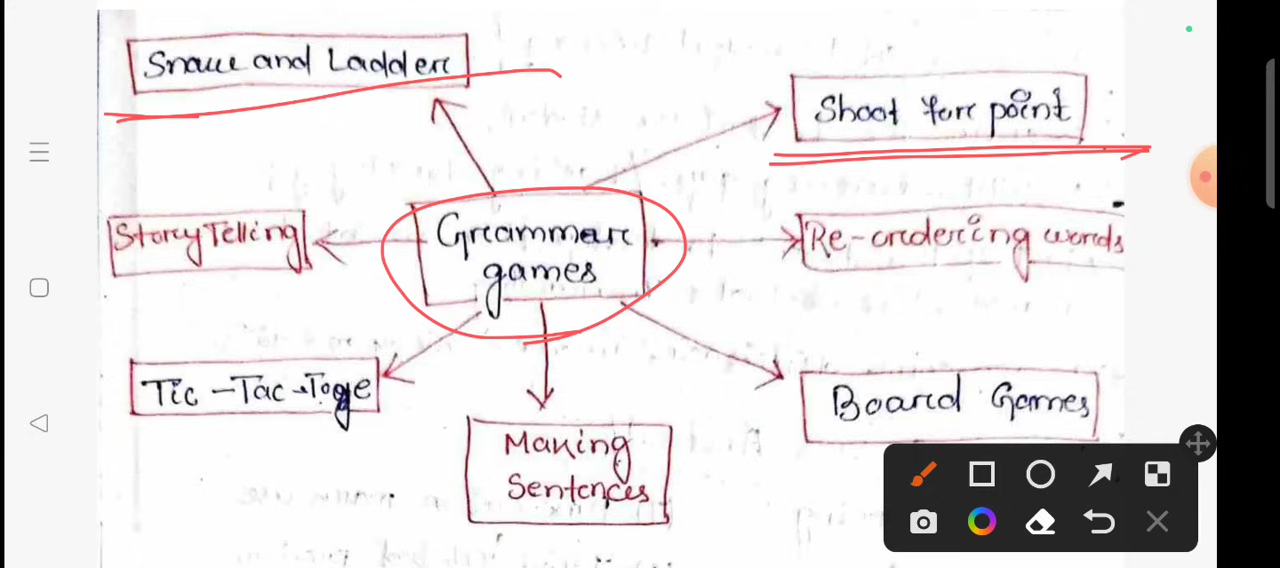 Snake and Ladder
Shoot for point
Grammar
games
Story Telling
Re-ordering words
Tic-Tac-Toge
Making
Sentences
Board Games